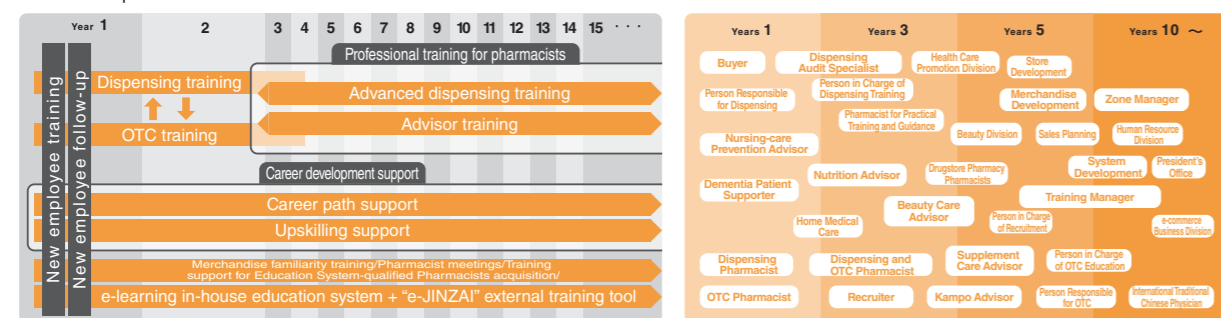 Year 1 2 3 4 5 6 7 8 9 10 11 12 13 14 15 ···
New employee training
New employee follow-up
Professional training for pharmacists
Dispensing training
Advanced dispensing training
OTC training
Advisor training
Career development support
Career path support
Upskilling support
Merchandise familiarity training/Pharmacist meetings/Training
support for Education System-qualified Pharmacists acquisition/
e-learning in-house education system + “e-JINZAI” external training tool
Years 1 Years 3 Years 5 Years 10 ～
Buyer
Dispensing
Audit Specialist
Health Care
Promotion Division
Store
Development
Person Responsible
for Dispensing
Person in Charge of
Dispensing Training
Merchandise
Development
Zone Manager
Pharmacist for Practical
Training and Guidance
Nursing-care
Prevention Advisor
Beauty Division
Sales Planning
Human Resource
Division
Dementia Patient
Supporter
Nutrition Advisor
Drugstore Pharmacy
Pharmacists
System
Development
President’s
Office
Training Manager
Home Medical
Care
Beauty Care
Advisor
Person in Charge
of Recruitment
e-commerce
Business Division
Dispensing
Pharmacist
Dispensing and
OTC Pharmacist
Supplement
Care Advisor
Person in Charge
of OTC Education
OTC Pharmacist
Recruiter
Kampo Advisor
Person Responsible
for OTC
International Traditional
Chinese Physician